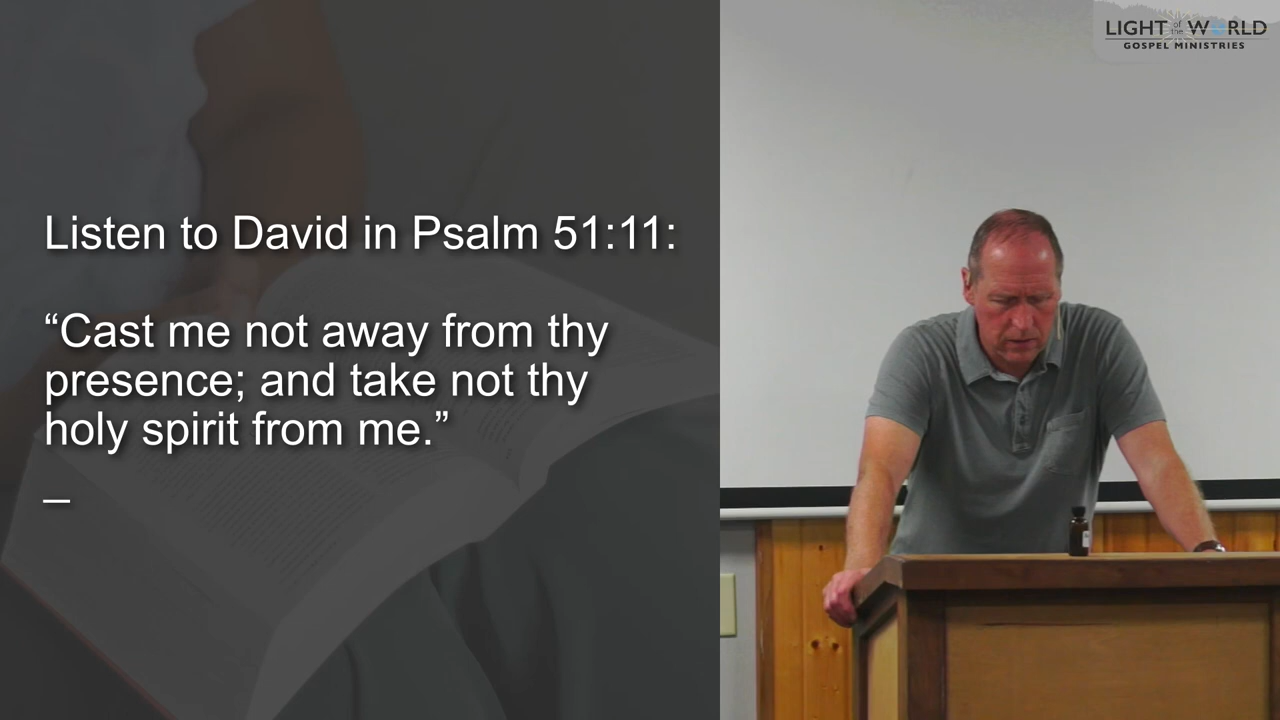 Listen to David in Psalm 51:11:
“Cast me not away from thy
presence; and take not thy
holy spirit from me.”
_
LIGHT of the WORLD
GOSPEL MINISTRIES